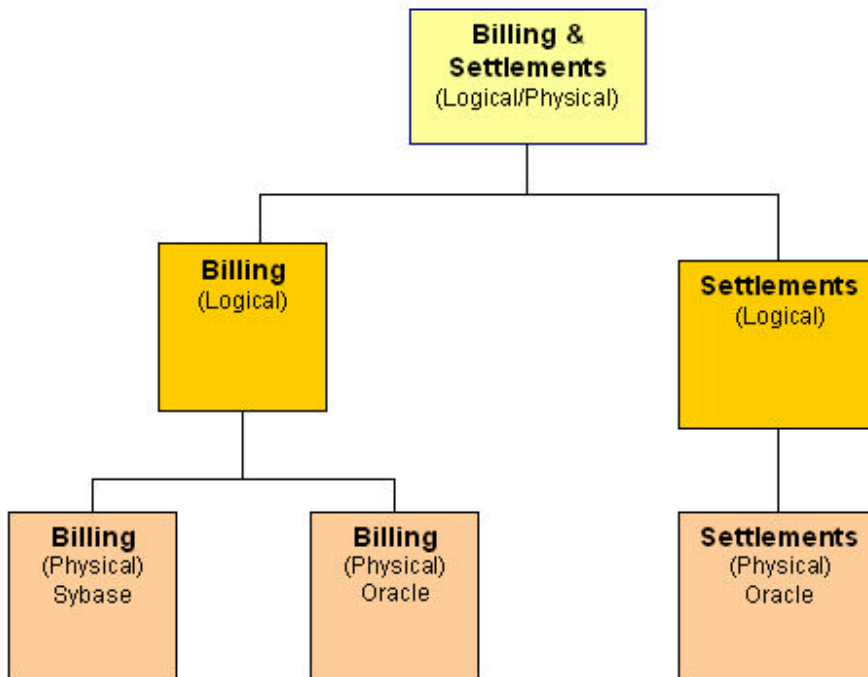 Billing &
Settlements
(Logical/Physical)
Billing
(Logical)
Settlements
(Logical)
Billing
(Physical)
Sybase
Billing
(Physical)
Oracle
Settlements
(Physical)
Oracle